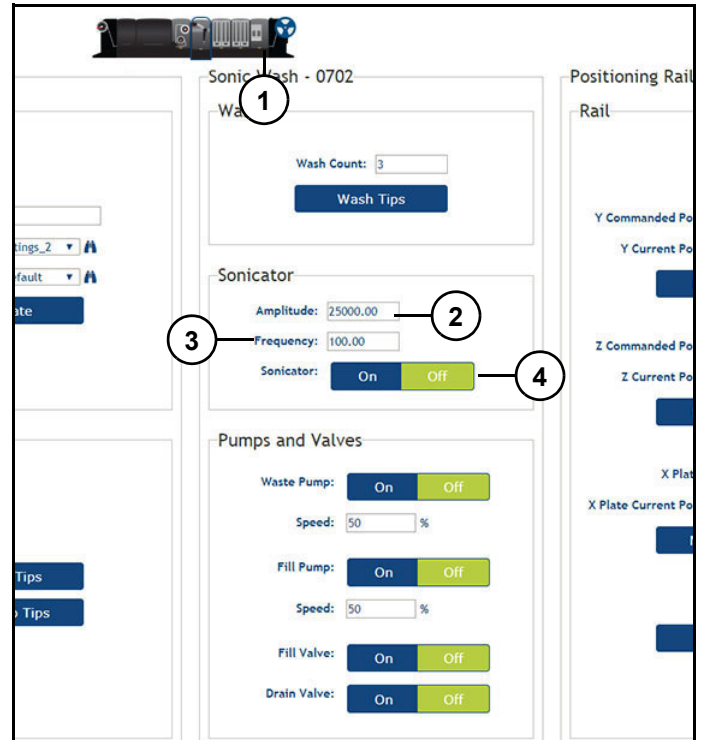 Sonic Wash - 0702
Positioning Rail
1
Wa
Rail
Wash Count: 3
Wash Tips
Y Commanded Po
tings_2
Y Current Po
efault
Sonicator
ate
Amplitude: 25000.00
2
3
Frequency: 100.00
Z Commanded Po
Sonicator: On Off
4
Z Current Po
Pumps and Valves
X Plat
Waste Pump: On Off
X Plate Current Po
Speed: 50 %
Tips
Fill Pump: On Off
Tips
Speed: 50 %
Fill Valve: On Off
Drain Valve: On Off